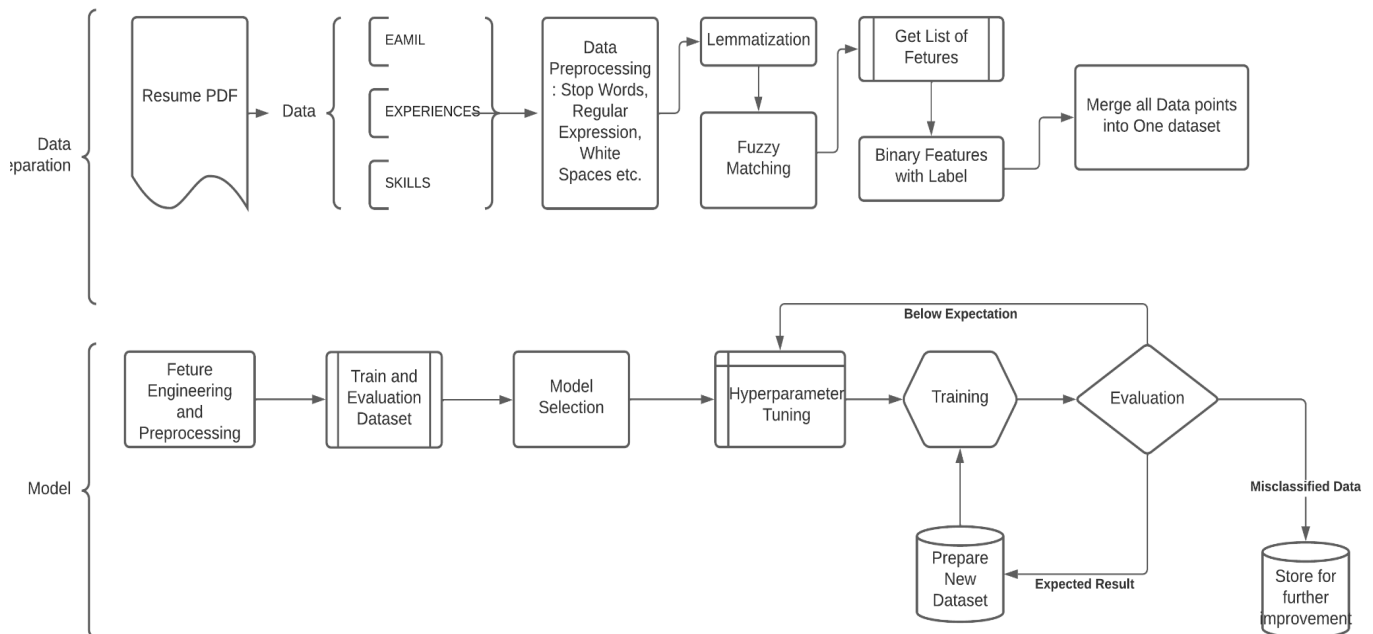 Resume PDF
Data
EAMIL
EXPERIENCES
SKILLS
Data
Preprocessing
: Stop Words,
Regular
Expression,
White
Spaces etc.
Lemmatization
Fuzzy
Matching
Get List of
Fetures
Binary Features
with Label
Merge all Data points
into One dataset
Data
eparation
Below Expectation
Feture
Engineering
and
Preprocessing
Train and
Evaluation
Dataset
Model
Selection
Hyperparameter
Tuning
Training
Evaluation
Model
Misclassified Data
Prepare
New
Dataset
Expected Result
Store for
further
improvement